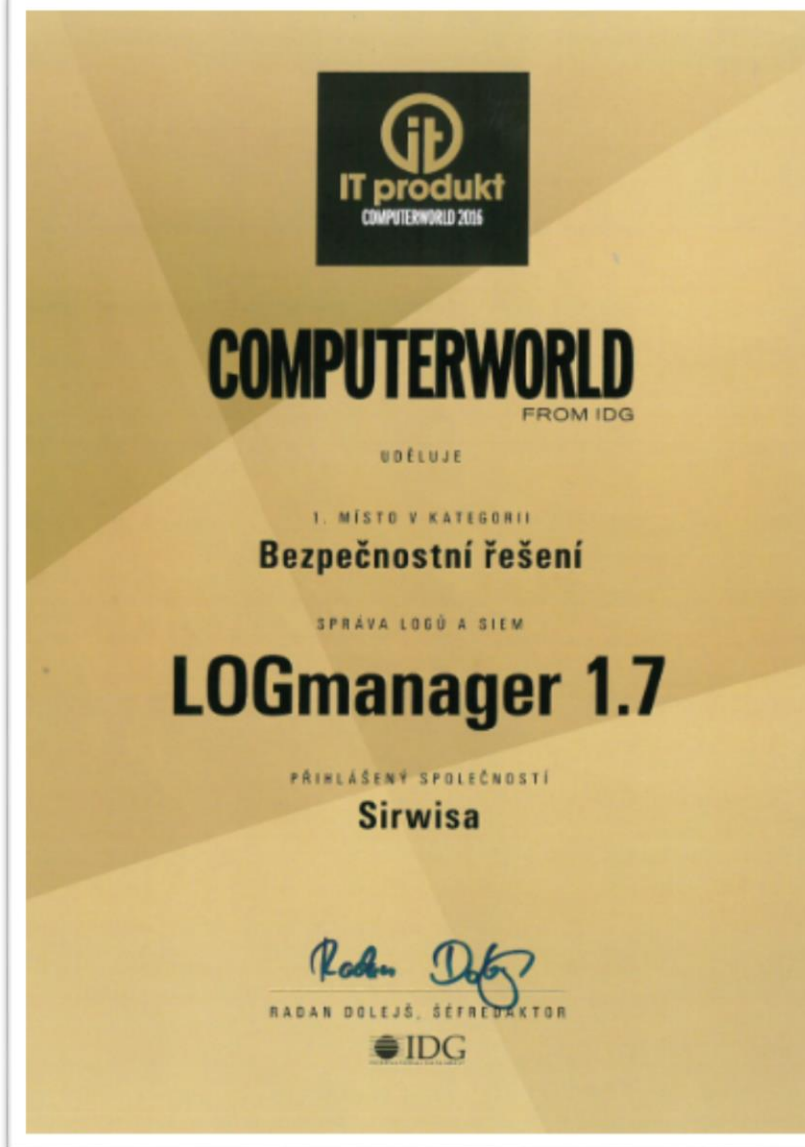 it
IT produkt
COMPUTERWORLD 2016
COMPUTERWORLD
FROM IDG
UDĚLUJE
1. MÍSTO V KATEGORII
Bezpečnostní řešení
SPRÁVA LOGŮ A SIEM
LOGmanager 1.7
PŘIHLÁŠENÝ SPOLEČNOSTÍ
Sirwisa
RADAN DOLEJŠ, ŠÉFREDAKTOR
IDG